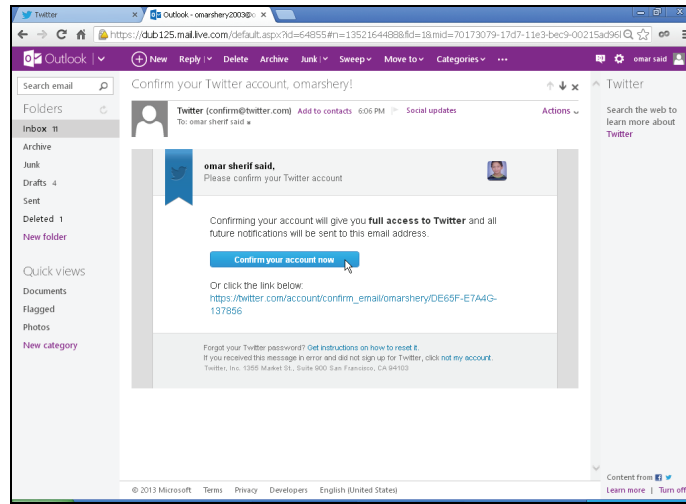 Twitter
Outlook - omarshery2003@o
https://dub125.mail.live.com/default.aspx?id=64855#n=1352164488&fid=1&mid=70173079-17d7-11e3-bec9-00215ad96l
Outlook
New Reply Delete Archive Junk Sweep Move to Categories ...
omar said
Search email
Folders
Inbox 11
Archive
Junk
Drafts 4
Sent
Deleted 1
New folder
Quick views
Documents
Flagged
Photos
New category
Confirm your Twitter account, omarshery!
Twitter (confirm@twitter.com) Add to contacts 6:06 PM Social updates
Actions
To: omar sherif said
omar sherif said,
Please confirm your Twitter account
Confirming your account will give you full access to Twitter and all
future notifications will be sent to this email address.
Confirm your account now
Or click the link below:
https://twitter.com/account/confirm_email/omarshery/DE65F-E7A4G-
137856
Forgot your Twitter password? Get instructions on how to reset it.
If you received this message in error and did not sign up for Twitter, click not my account.
Twitter, Inc. 1355 Market St., Suite 900 San Francisco, CA 94103
Twitter
Search the web to
learn more about
Twitter
Content from
Learn more | Turn off
© 2013 Microsoft Terms Privacy Developers English (United States)